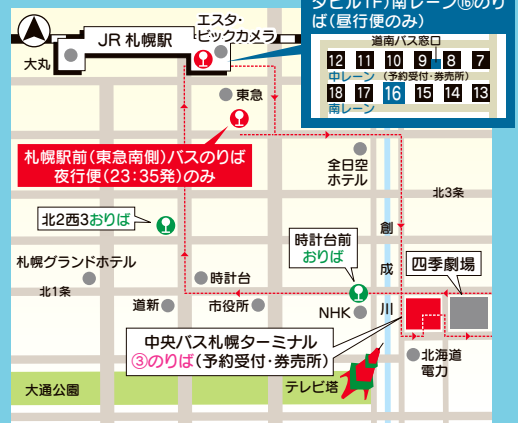 タビル1F)南レーン⑯のり
ば(昼行便のみ)
道南バス窓口
12 11 10 9 8 7
中レーン (予約受付・券売所)
18 17 16 15 14 13
南レーン
エスタ・
ビックカメラ
JR 札幌駅
大丸
東急
札幌駅前(東急南側)バスのりば
夜行便(23:35発)のみ
全日空
ホテル
北3条
北2西3おりば
創成川
時計台前
おりば
四季劇場
札幌グランドホテル
時計台
北1条
道新
市役所
NHK
中央バス札幌ターミナル
③のりば(予約受付・券売所)
北海道
電力
大通公園
テレビ塔